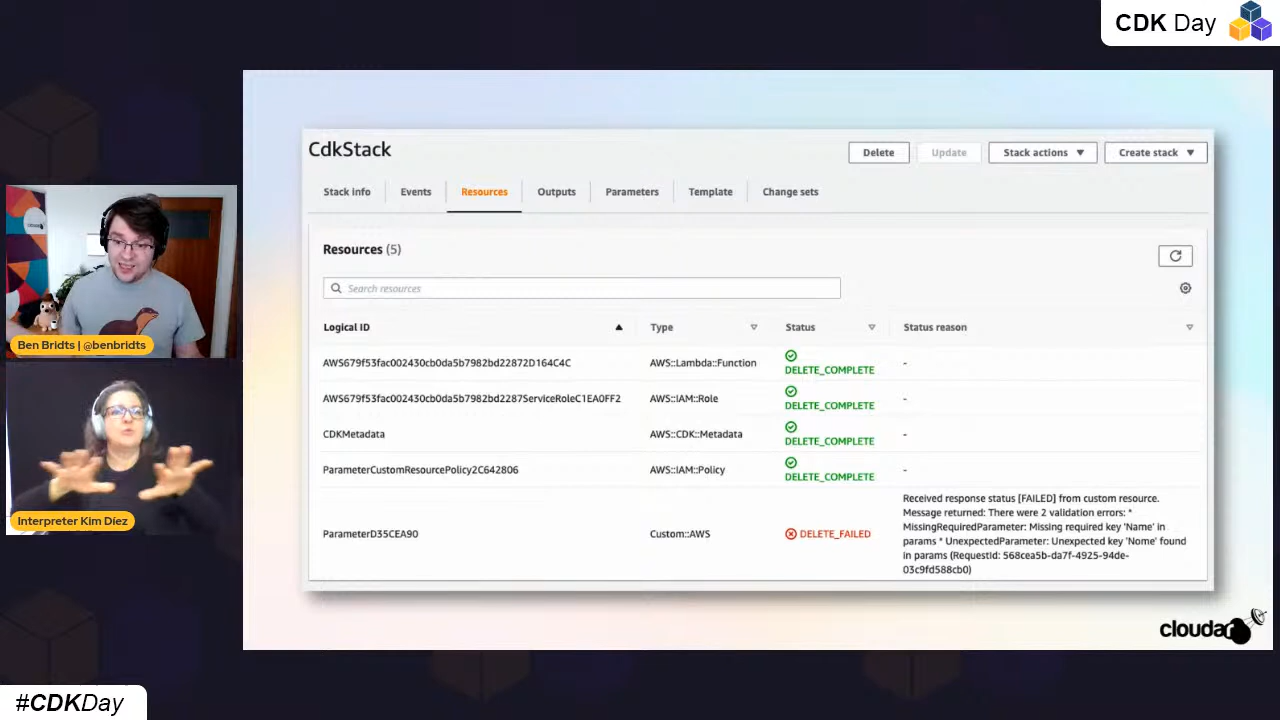 CDK Day
CdkStack
Delete
Update
Stack actions
Create stack
Stack info
Events
Resources
Outputs
Parameters
Template
Change sets
Resources (5)
Search resources
Logical ID
Type
Status
Status reason
AWS679f53fac002430cb0da5b7982bd22872D164C4C
AWS::Lambda::Function
DELETE_COMPLETE
-
AWS679f53fac002430cb0da5b7982bd2287ServiceRoleC1EA0FF2
AWS::IAM::Role
DELETE_COMPLETE
-
CDKMetadata
AWS::CDK::Metadata
DELETE_COMPLETE
-
ParameterCustomResourcePolicy2C642806
AWS::IAM::Policy
DELETE_COMPLETE
-
ParameterD35CEA90
Custom::AWS
DELETE_FAILED
Received response status [FAILED] from custom resource.
Message returned: There were 2 validation errors: *
MissingRequiredParameter: Missing required key 'Name' in
params * UnexpectedParameter: Unexpected key 'Nome' found
in params (RequestId: 568cea5b-da7f-4925-94de-
03c9fd588cb0)
Ben Bridts | @benbridts
Interpreter Kim Díez
cloudar
#CDKDay